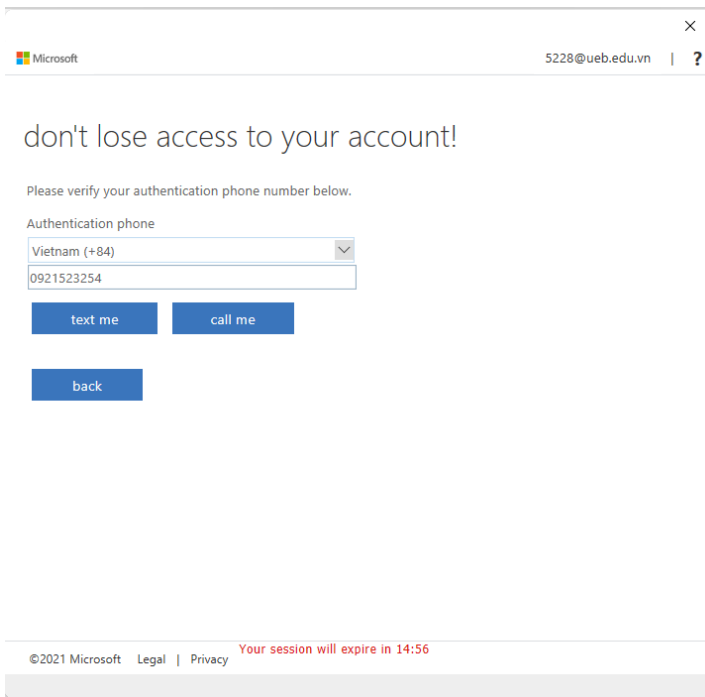 Microsoft
5228@ueb.edu.vn | ?
don't lose access to your account!
Please verify your authentication phone number below.
Authentication phone
Vietnam (+84)
0921523254
text me
call me
back
©2021 Microsoft Legal | Privacy
Your session will expire in 14:56